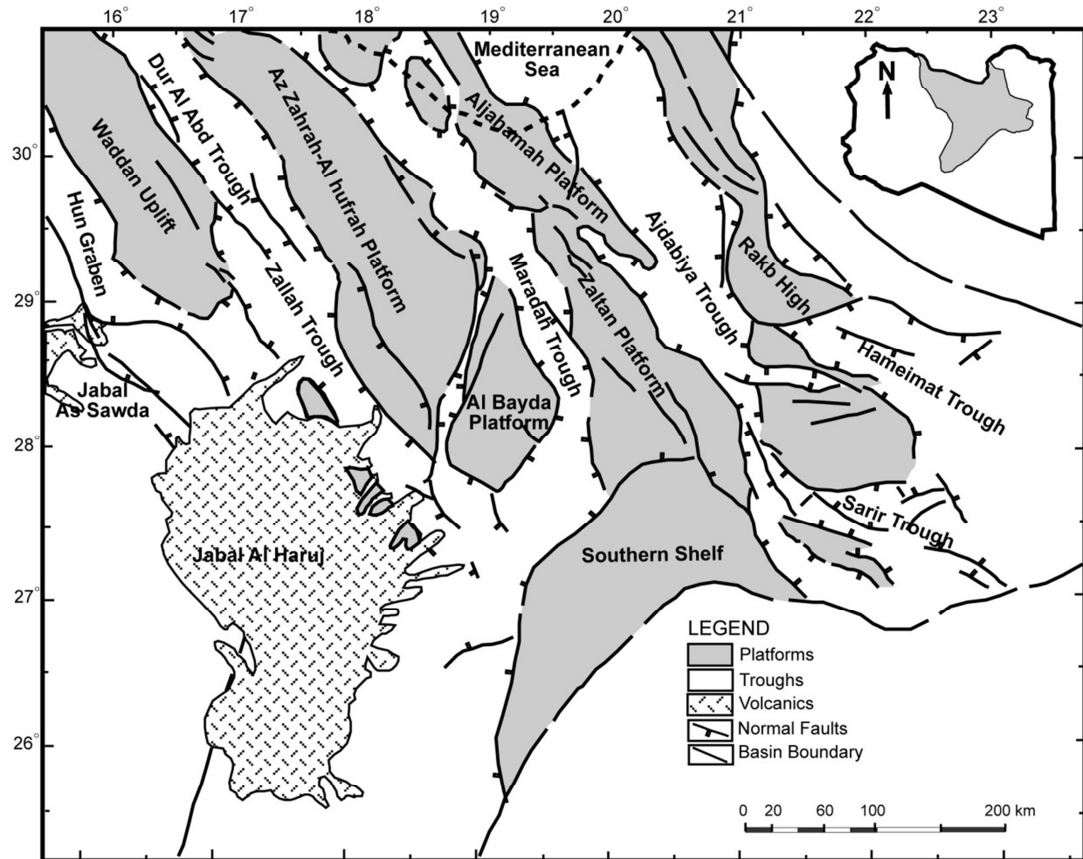 16°
17°
18°
19°
20°
21°
22°
23°
30°
29°
28°
27°
26°
Mediterranean
Sea
N
Dur Al Abd Trough
Az Zahrah-Al hufrah Platform
Aljahamah Platform
Waddan Uplift
Hun Graben
Zallah Trough
Maradah Trough
Zaltan Platform
Ajdabiya Trough
Rakb High
Hameimat Trough
Jabal
As Sawda
Al Bayda
Platform
Sarir Trough
Jabal Al Haruj
Southern Shelf
LEGEND
Platforms
Troughs
Volcanics
Normal Faults
Basin Boundary
0 20 60 100 200 km